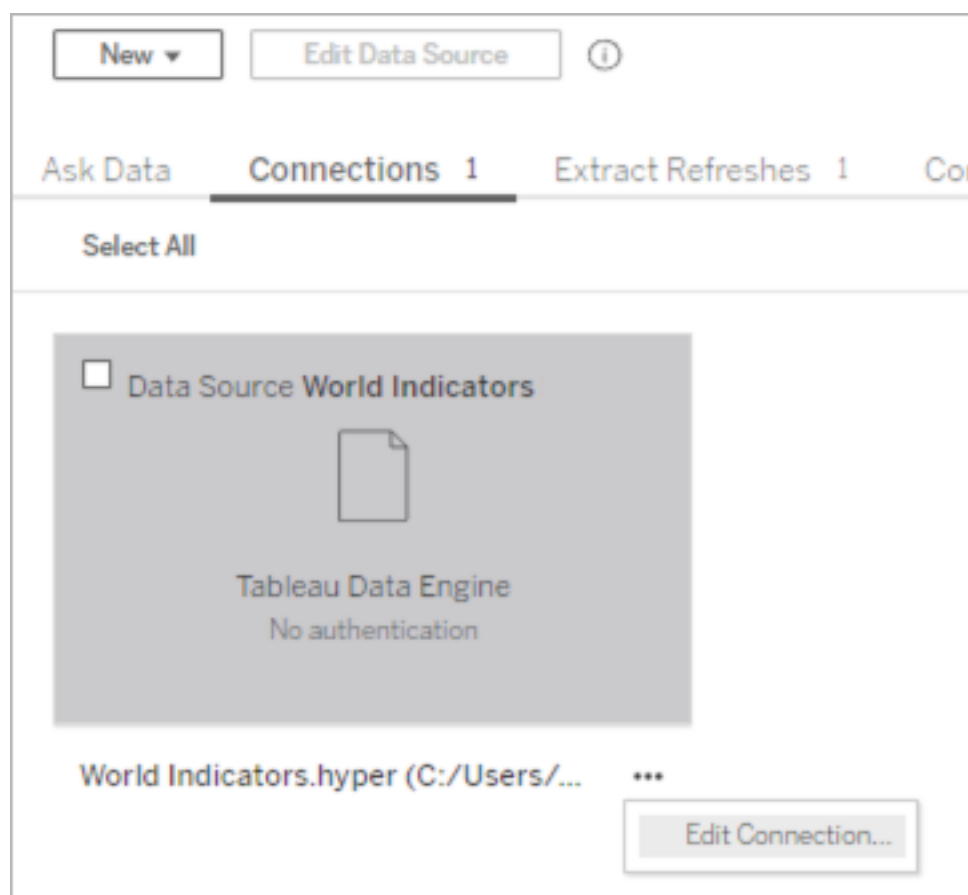 New Edit Data Source
Ask Data Connections 1 Extract Refreshes 1
Select All
Data Source World Indicators
Tableau Data Engine
No authentication
World Indicators.hyper (C:/Users/... •••
Edit Connection...